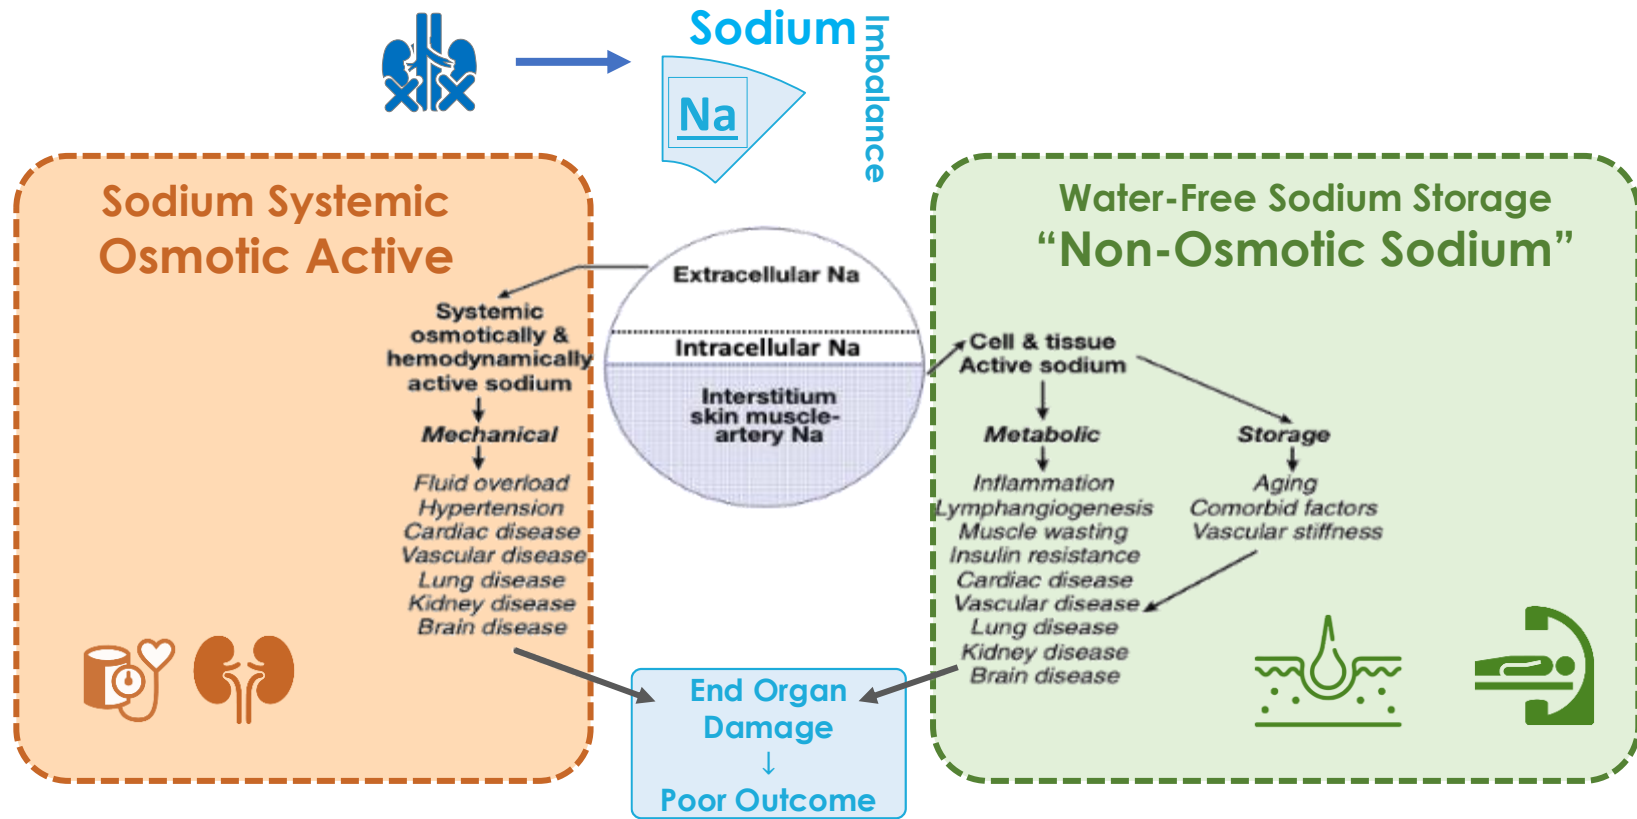 Sodium
Imbalance
Na
Sodium Systemic
Osmotic Active
Systemic
osmotically &
hemodynamically
active sodium
Mechanical
Fluid overload
Hypertension
Cardiac disease
Vascular disease
Lung disease
Kidney disease
Brain disease
Extracellular Na
Intracellular Na
Interstitium
skin muscle-
artery Na
Water-Free Sodium Storage
“Non-Osmotic Sodium”
Cell & tissue
Active sodium
Metabolic
Inflammation
Lymphangiogenesis
Muscle wasting
Insulin resistance
Cardiac disease
Vascular disease
Lung disease
Kidney disease
Brain disease
Storage
Aging
Comorbid factors
Vascular stiffness
End Organ
Damage
↓
Poor Outcome